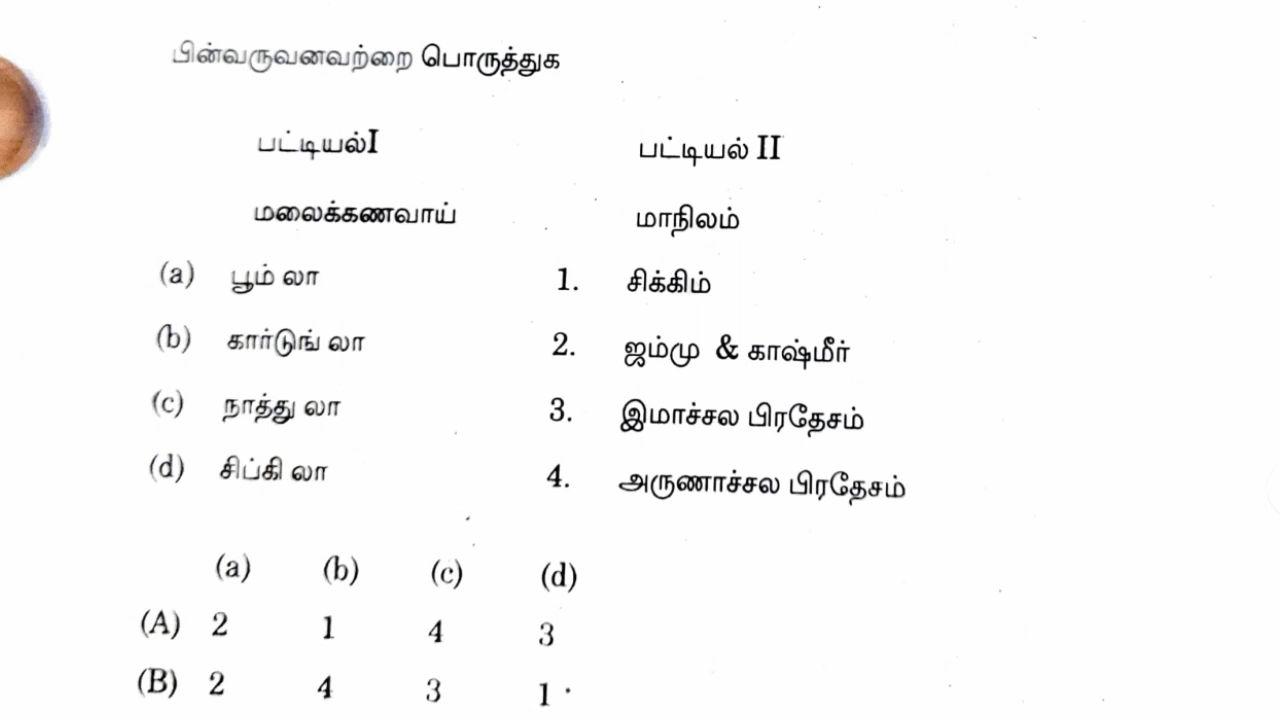 பின்வருவனவற்றை பொருத்துக
பட்டியல்I பட்டியல் II
மலைக்கணவாய் மாநிலம்
(a) பூம் லா 1. சிக்கிம்
(b) கார்டுங் லா 2. ஜம்மு & காஷ்மீர்
(c) நாத்து லா 3. இமாச்சல பிரதேசம்
(d) சிப்கி லா 4. அருணாச்சல பிரதேசம்
(a) (b) (c) (d)
(A) 2 1 4 3
(B) 2 4 3 1